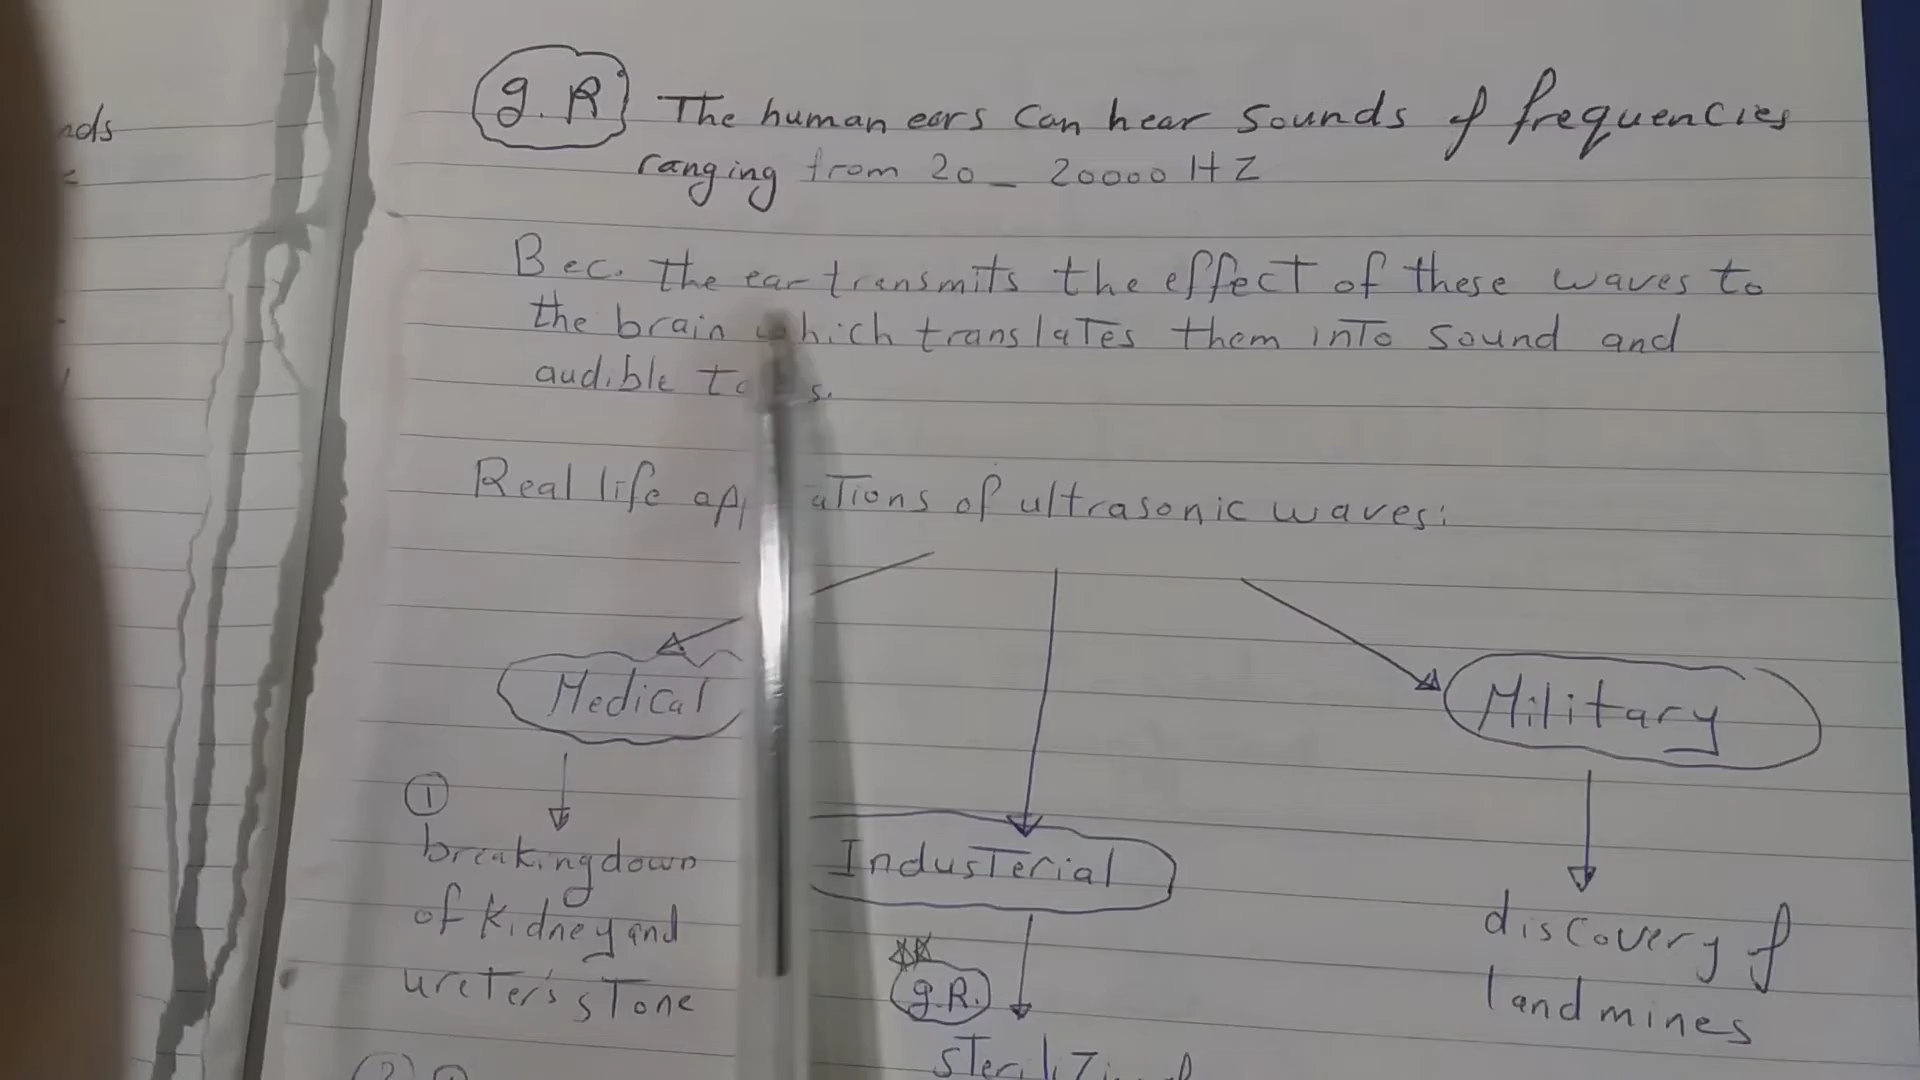 nds
g.R The human ears Can hear Sounds of frequencies
ranging from 20 _ 20000 HZ
Bec. the ear transmits the effect of these waves to
the brain which translates them into sound and
audible
Real life of ultrasonic waves:
Medical
Military
①
breaking down
of kidney and
ureter's stone
Industerial
g.R.
discovery of
land mines